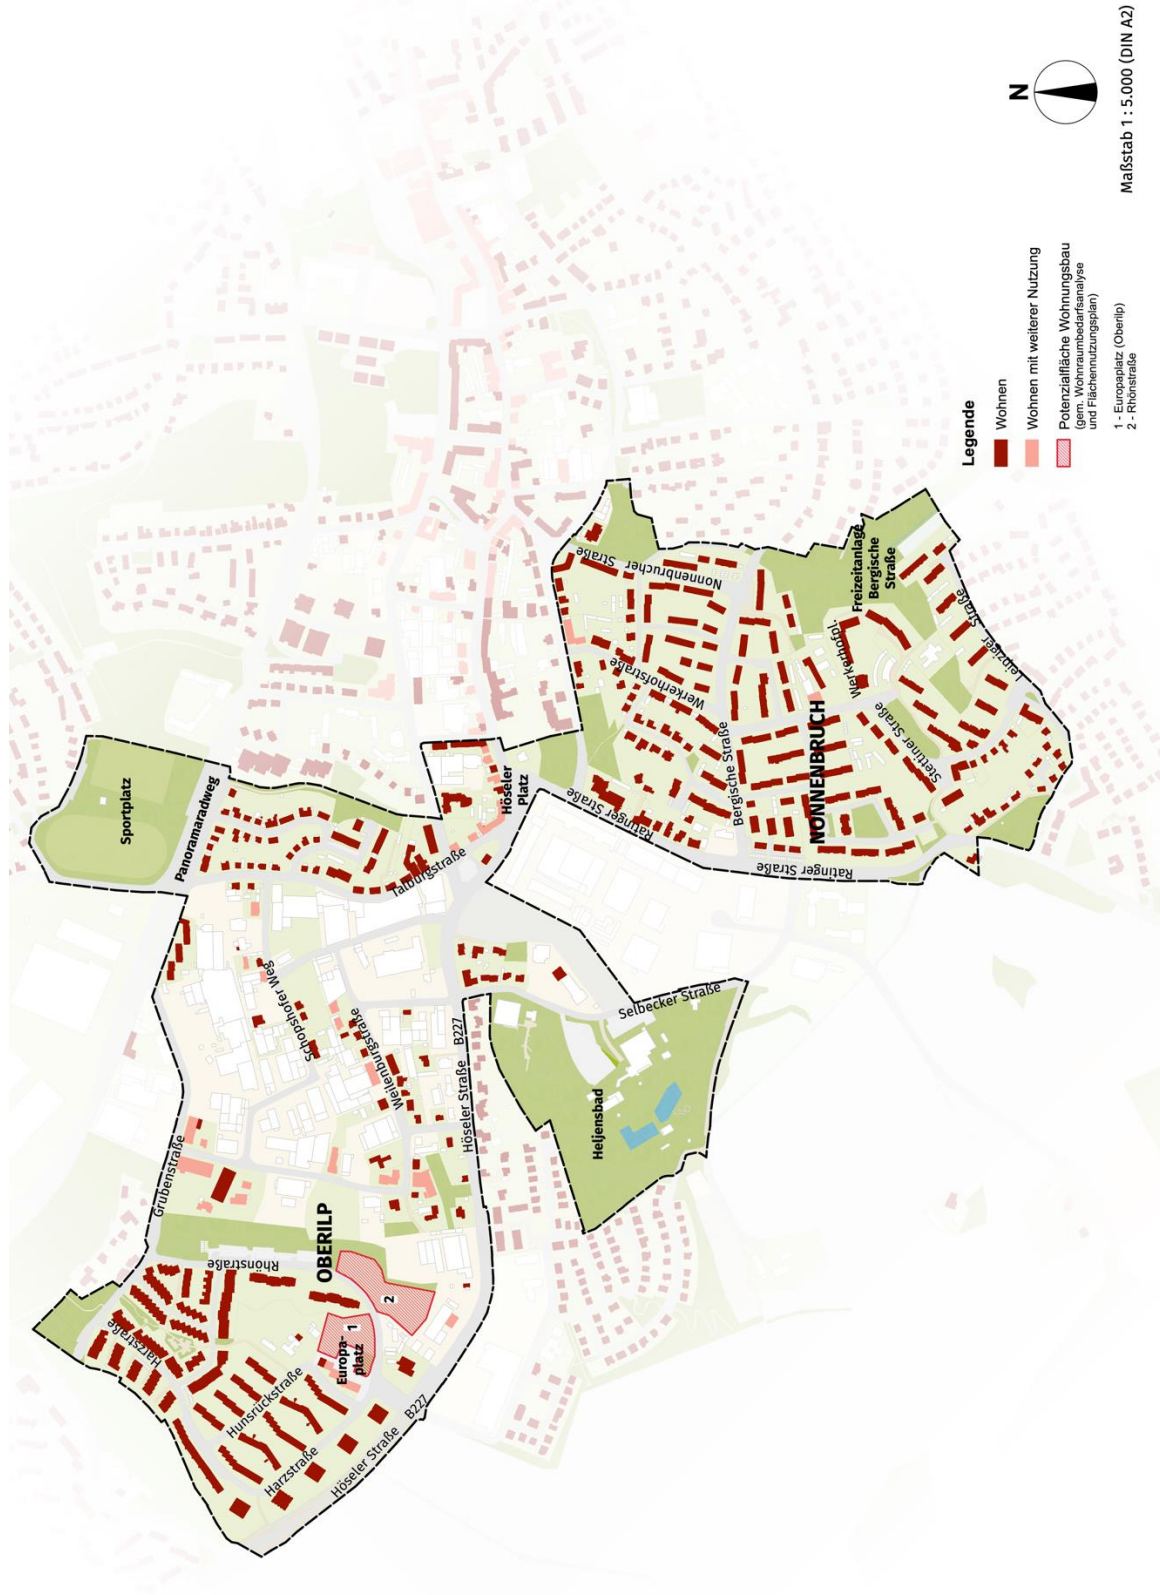 Sportplatz
Panoramaradweg
Talburgstraße
Höseler
Platz
Schopshofer Weg
Weilenburgstraße
Grubenstraße
B227
Höseler Straße
Selbecker Straße
Heljensbad
OBERILP
Rhönstraße
Harzstraße
Hunsrückstraße
Harzstraße
Europa-
platz
1
2
Höseler Straße
B227
Nonnenbrucher Straße
Werkerhofstraße
Bergische Straße
Ratinger Straße
Ratinger Straße
NONNENBRUCH
Werkerhofpl.
Freizeitanlage
Bergische
Straße
Stettiner Straße
Leipziger Straße
N
Maßstab 1 : 5.000 (DIN A2)
Legende
Wohnen
Wohnen mit weiterer Nutzung
Potenzialfläche Wohnungsbau
(gem. Wohnraumbedarfsanalyse
und Flächennutzungsplan)
1 - Europaplatz (Oberilp)
2 - Rhönstraße